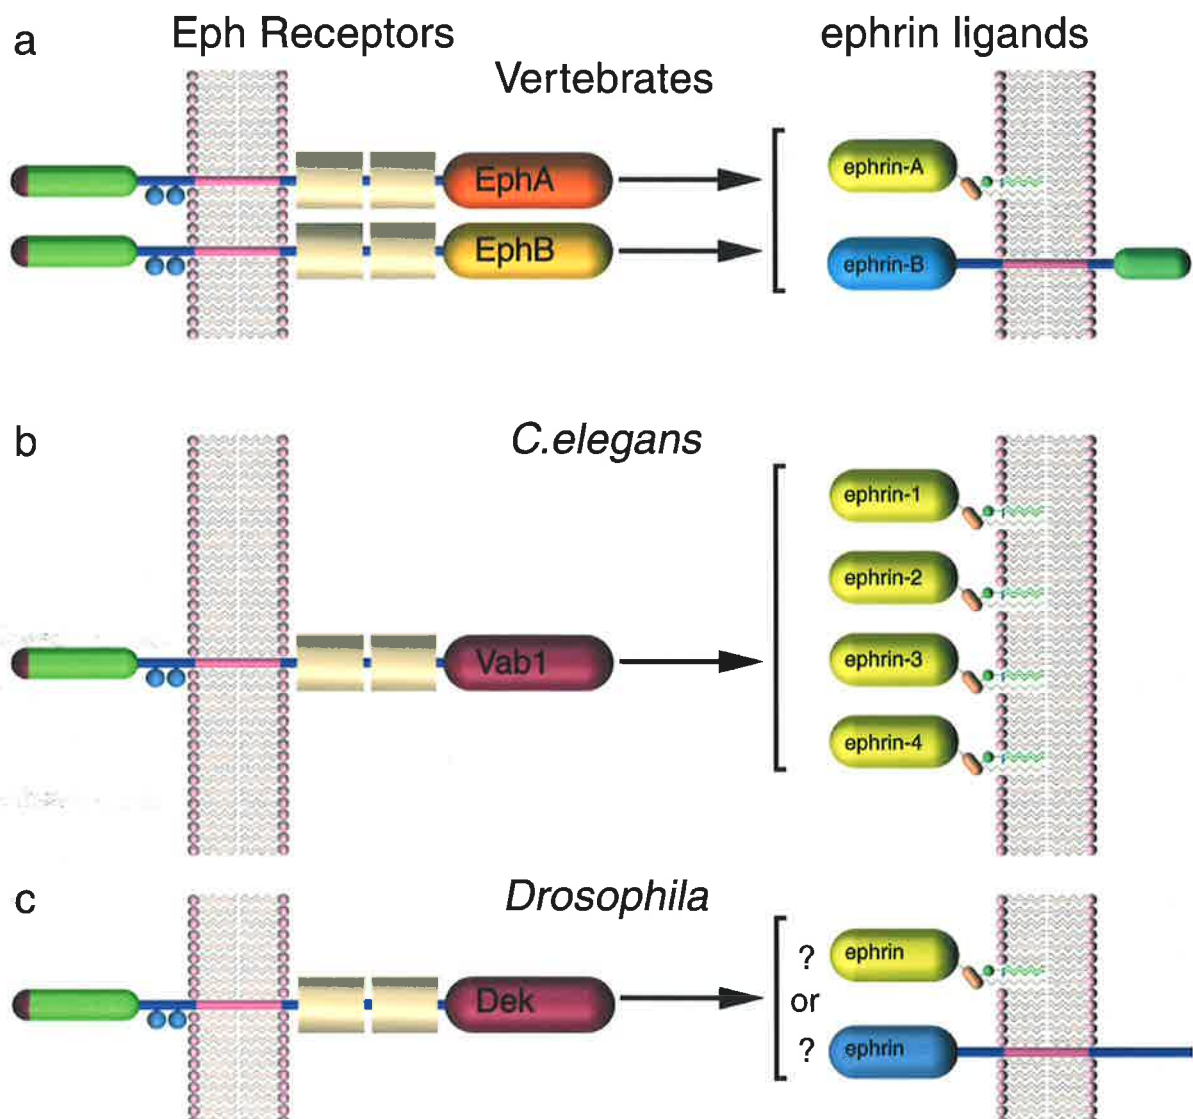 a
Eph Receptors
ephrin ligands
Vertebrates
EphA
ephrin-A
EphB
ephrin-B
b
C.elegans
ephrin-1
ephrin-2
Vab1
ephrin-3
ephrin-4
c
Drosophila
? ephrin
Dek
or
? ephrin